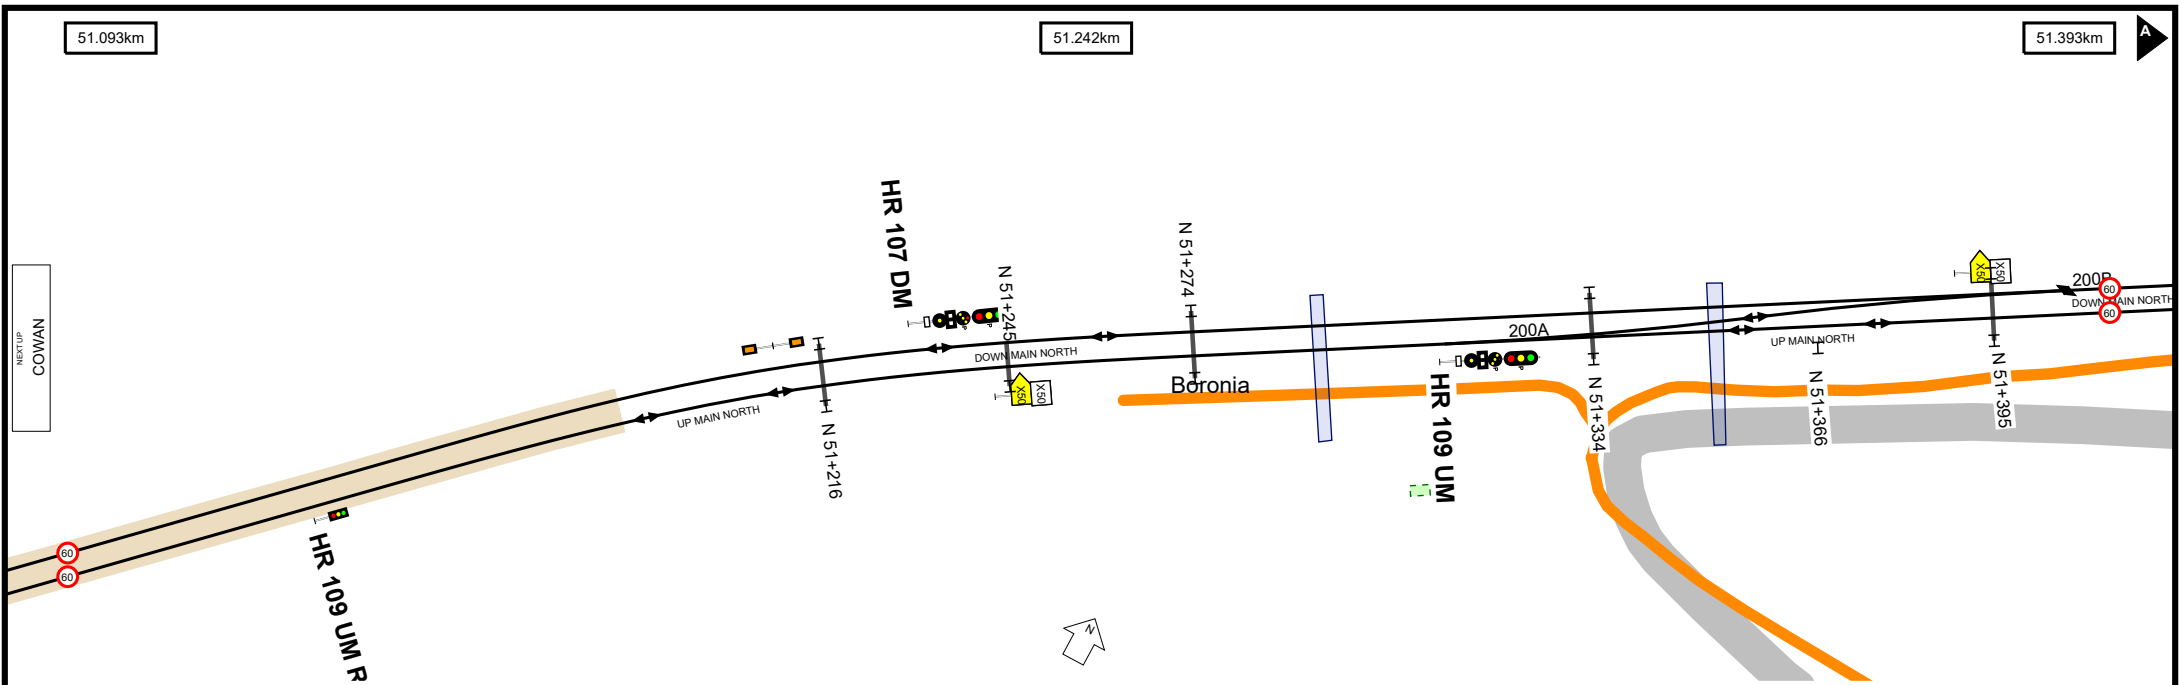 51.093km
51.242km
51.393km
A
NEXT UP
COWAN
HR 107 DM
N 51+245
N 51+274
X50
X50
200B
60
DOWN MAIN NORTH
60
200A
UP MAIN NORTH
DOWN MAIN NORTH
P
P
P
Boronia
X50
X50
UP MAIN NORTH
N 51+216
HR 109 UM
N 51+334
N 51+366
N 51+395
60
60
HR 109 UM R
N